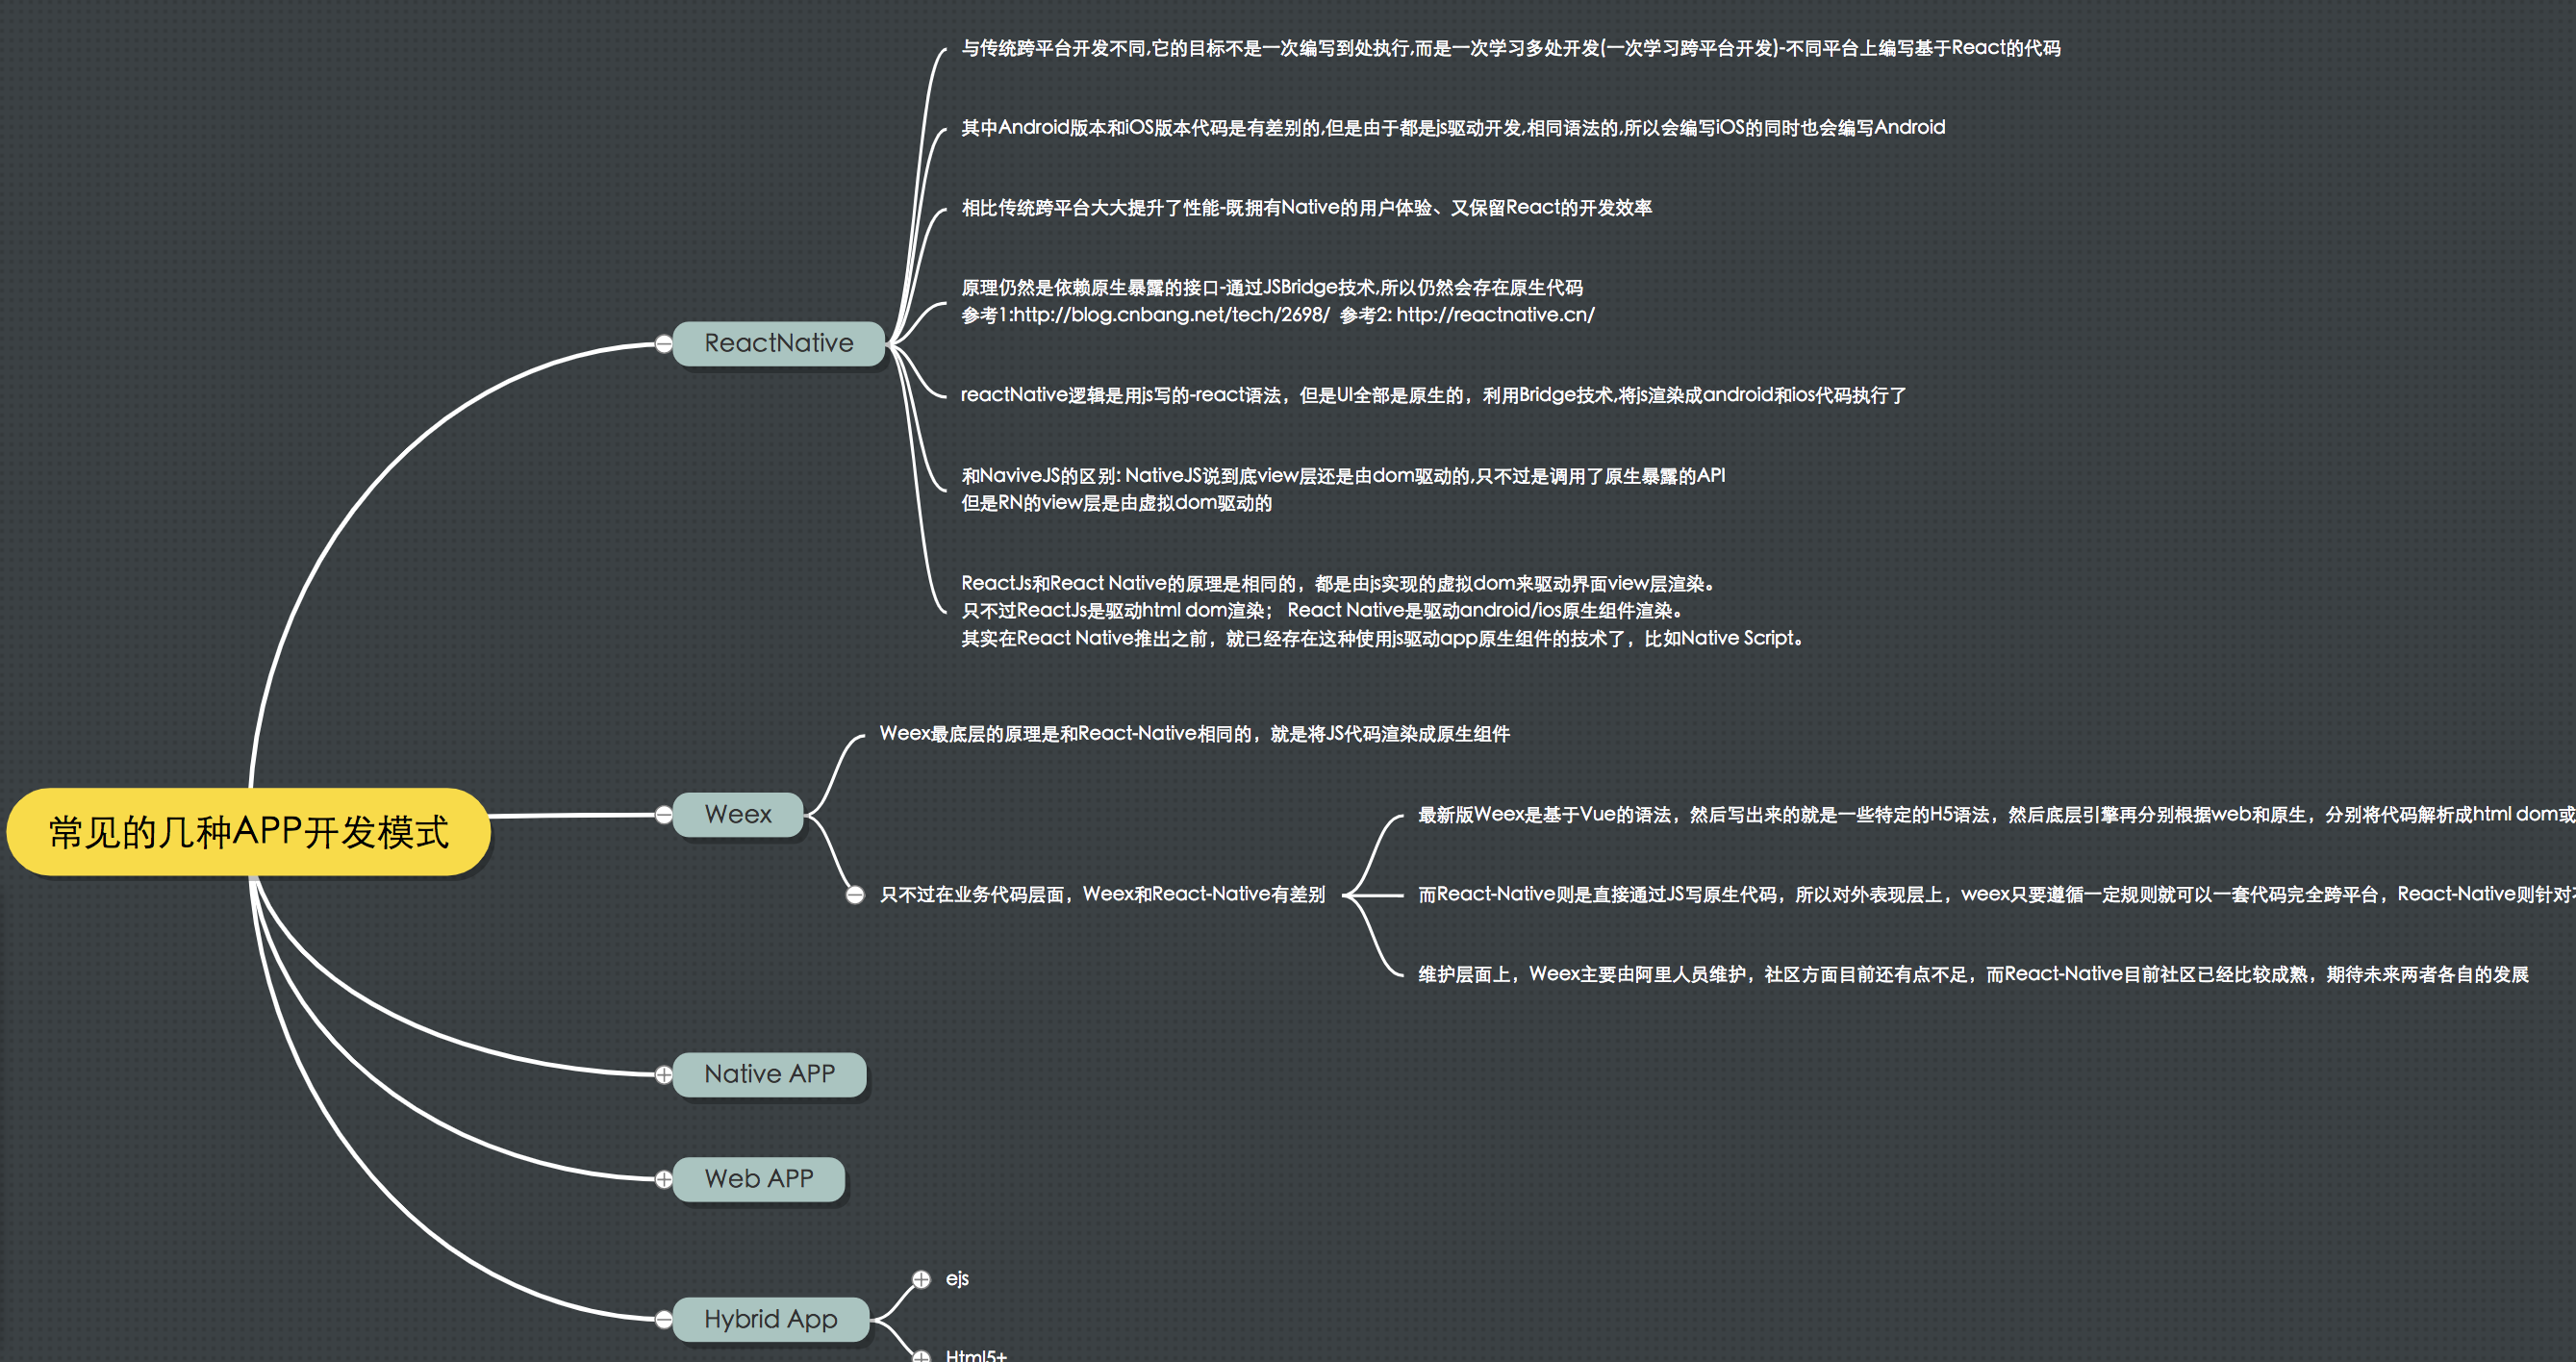 与传统跨平台开发不同,它的目标不是一次编写到处执行,而是一次学习多处开发(一次学习跨平台开发)-不同平台上编写基于React的代码
其中Android版本和iOS版本代码是有差别的,但是由于都是js驱动开发,相同语法的,所以会编写iOS的同时也会编写Android
相比传统跨平台大大提升了性能-既拥有Native的用户体验、又保留React的开发效率
原理仍然是依赖原生暴露的接口-通过JSBridge技术,所以仍然会存在原生代码
参考1:http://blog.cnbang.net/tech/2698/ 参考2: http://reactnative.cn/
ReactNative
reactNative逻辑是用js写的-react语法，但是UI全部是原生的，利用Bridge技术,将js渲染成android和ios代码执行了
和NaviveJS的区别: NativeJS说到底view层还是由dom驱动的,只不过是调用了原生暴露的API
但是RN的view层是由虚拟dom驱动的
ReactJs和React Native的原理是相同的，都是由js实现的虚拟dom来驱动界面view层渲染。
只不过ReactJs是驱动html dom渲染； React Native是驱动android/ios原生组件渲染。
其实在React Native推出之前，就已经存在这种使用js驱动app原生组件的技术了，比如Native Script。
Weex最底层的原理是和React-Native相同的，就是将JS代码渲染成原生组件
常见的几种APP开发模式
Weex
最新版Weex是基于Vue的语法，然后写出来的就是一些特定的H5语法，然后底层引擎再分别根据web和原生，分别将代码解析成html dom或
只不过在业务代码层面，Weex和React-Native有差别
而React-Native则是直接通过JS写原生代码，所以对外表现层上，weex只要遵循一定规则就可以一套代码完全跨平台，React-Native则针对
维护层面上，Weex主要由阿里人员维护，社区方面目前还有点不足，而React-Native目前社区已经比较成熟，期待未来两者各自的发展
Native APP
Web APP
ejs
Hybrid App
Html5+